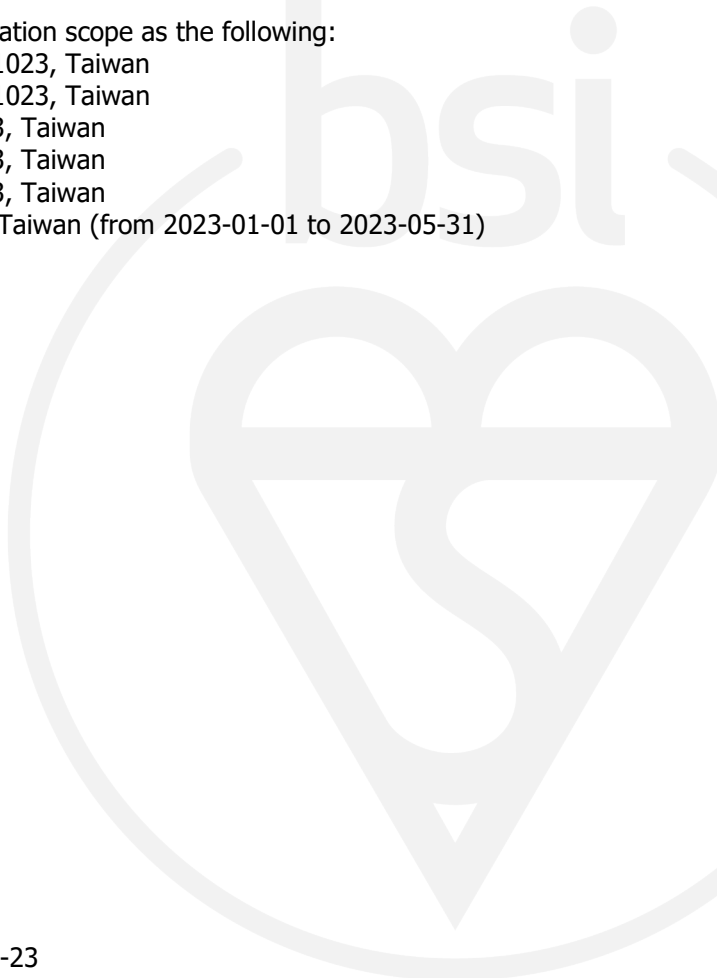 bsi
ation scope as the following:
1023, Taiwan
1023, Taiwan
3, Taiwan
3, Taiwan
3, Taiwan
Taiwan (from 2023-01-01 to 2023-05-31)
-23